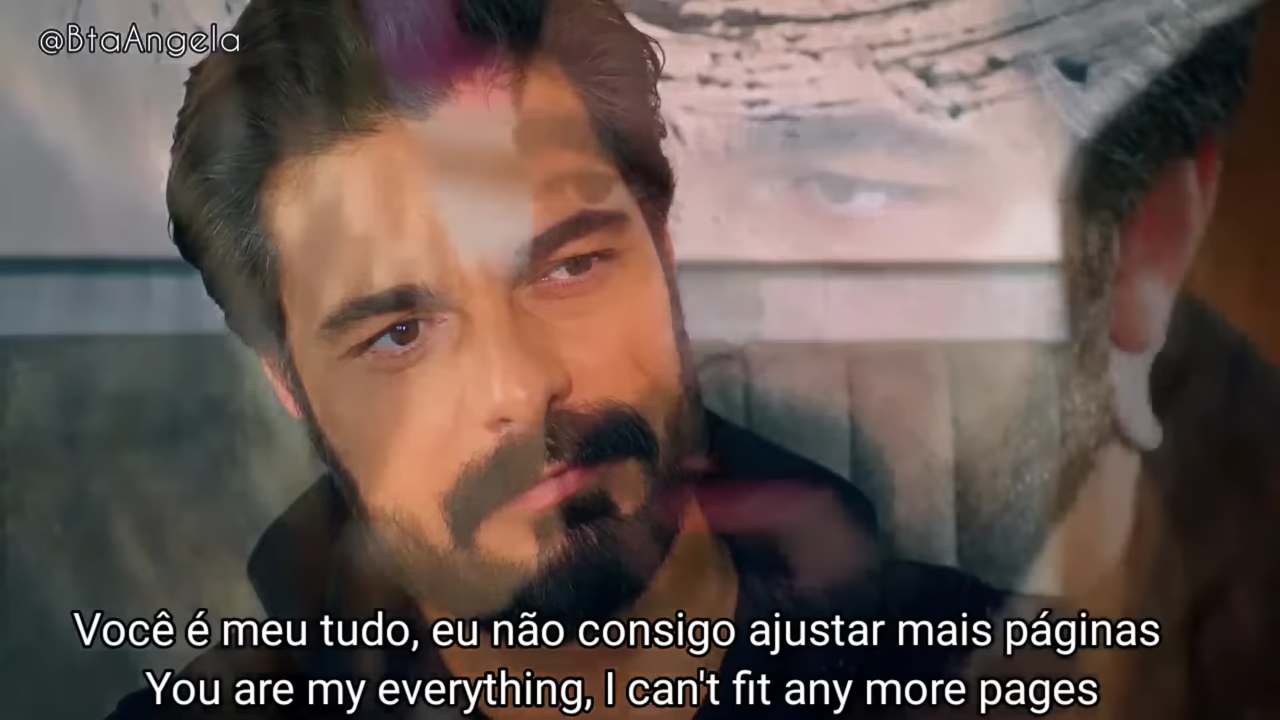 @BtaAngela
Você é meu tudo, eu não consigo ajustar mais páginas
You are my everything, I can't fit any more pages